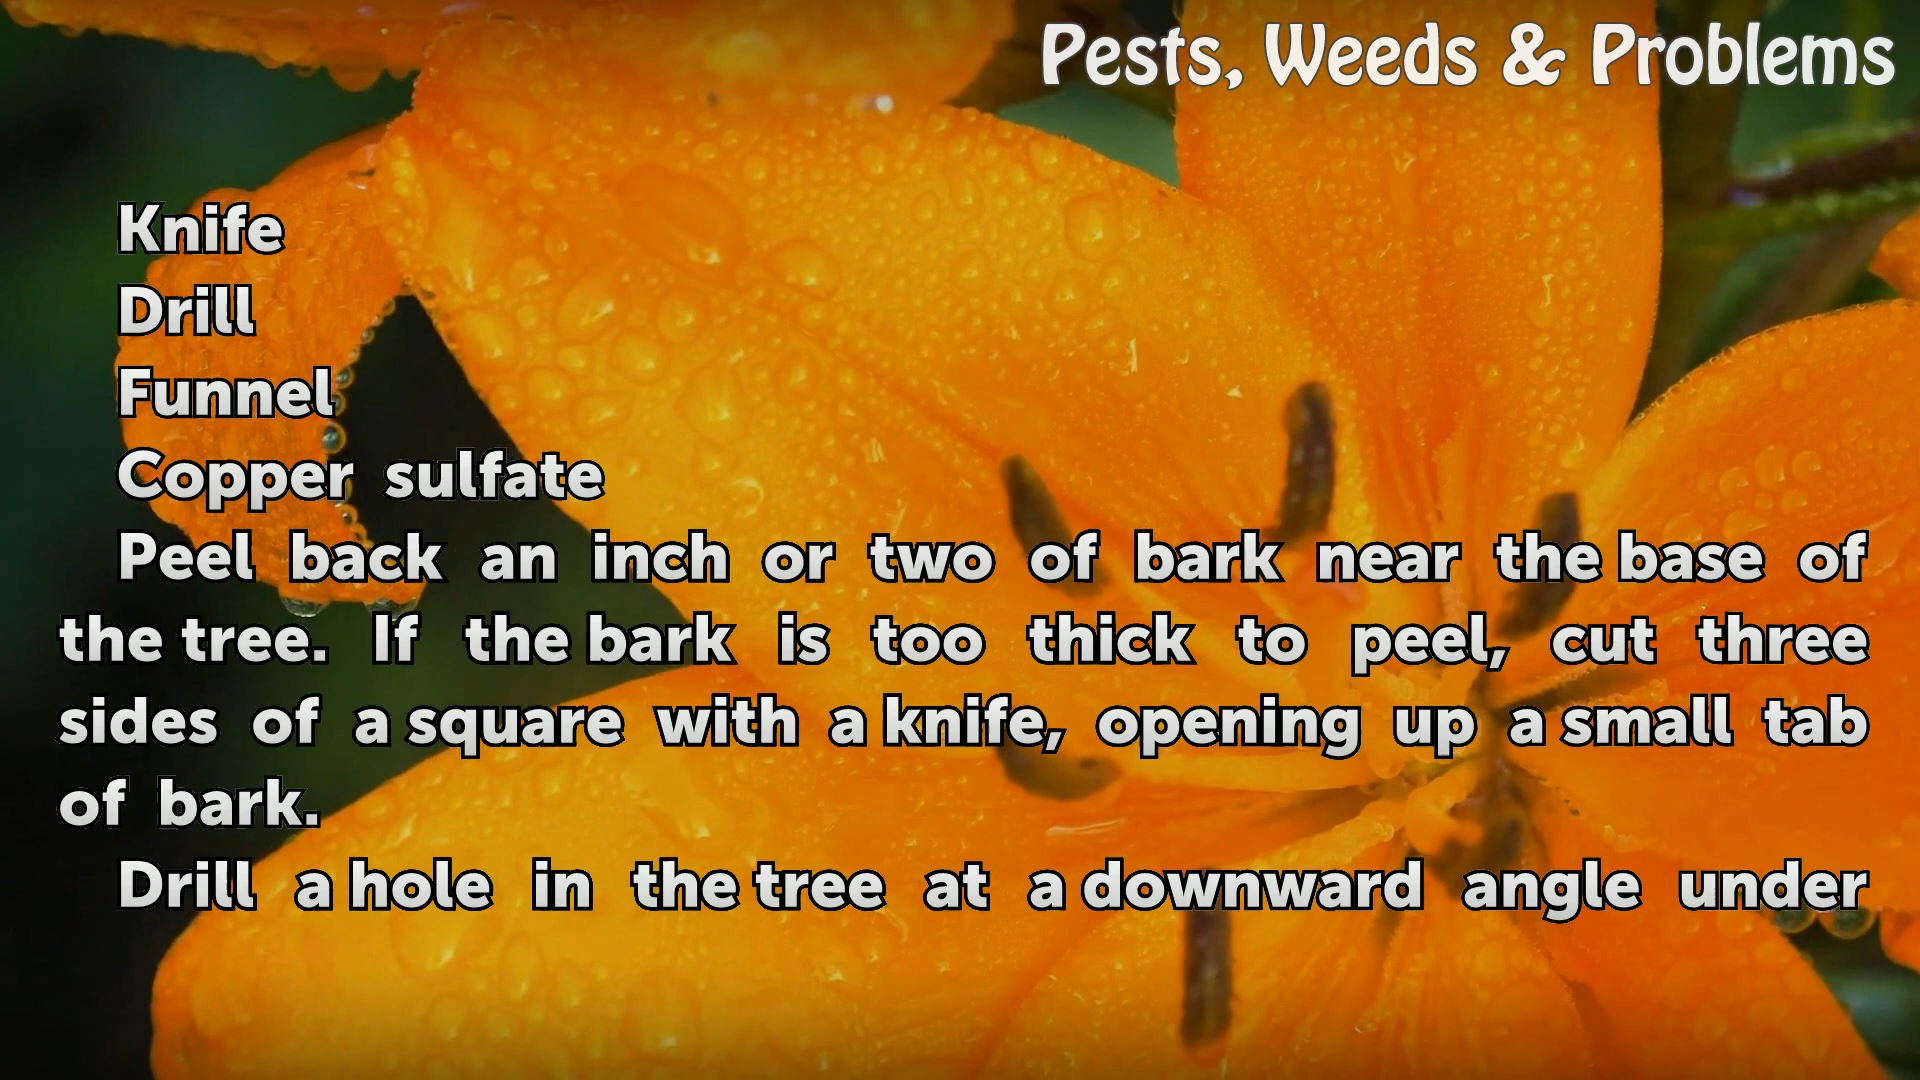 Pests, Weeds & Problems
Knife
Drill
Funnel
Copper sulfate
Peel back an inch or two of bark near the base of
the tree. If the bark is too thick to peel, cut three
sides of a square with a knife, opening up a small tab
of bark.
Drill a hole in the tree at a downward angle under